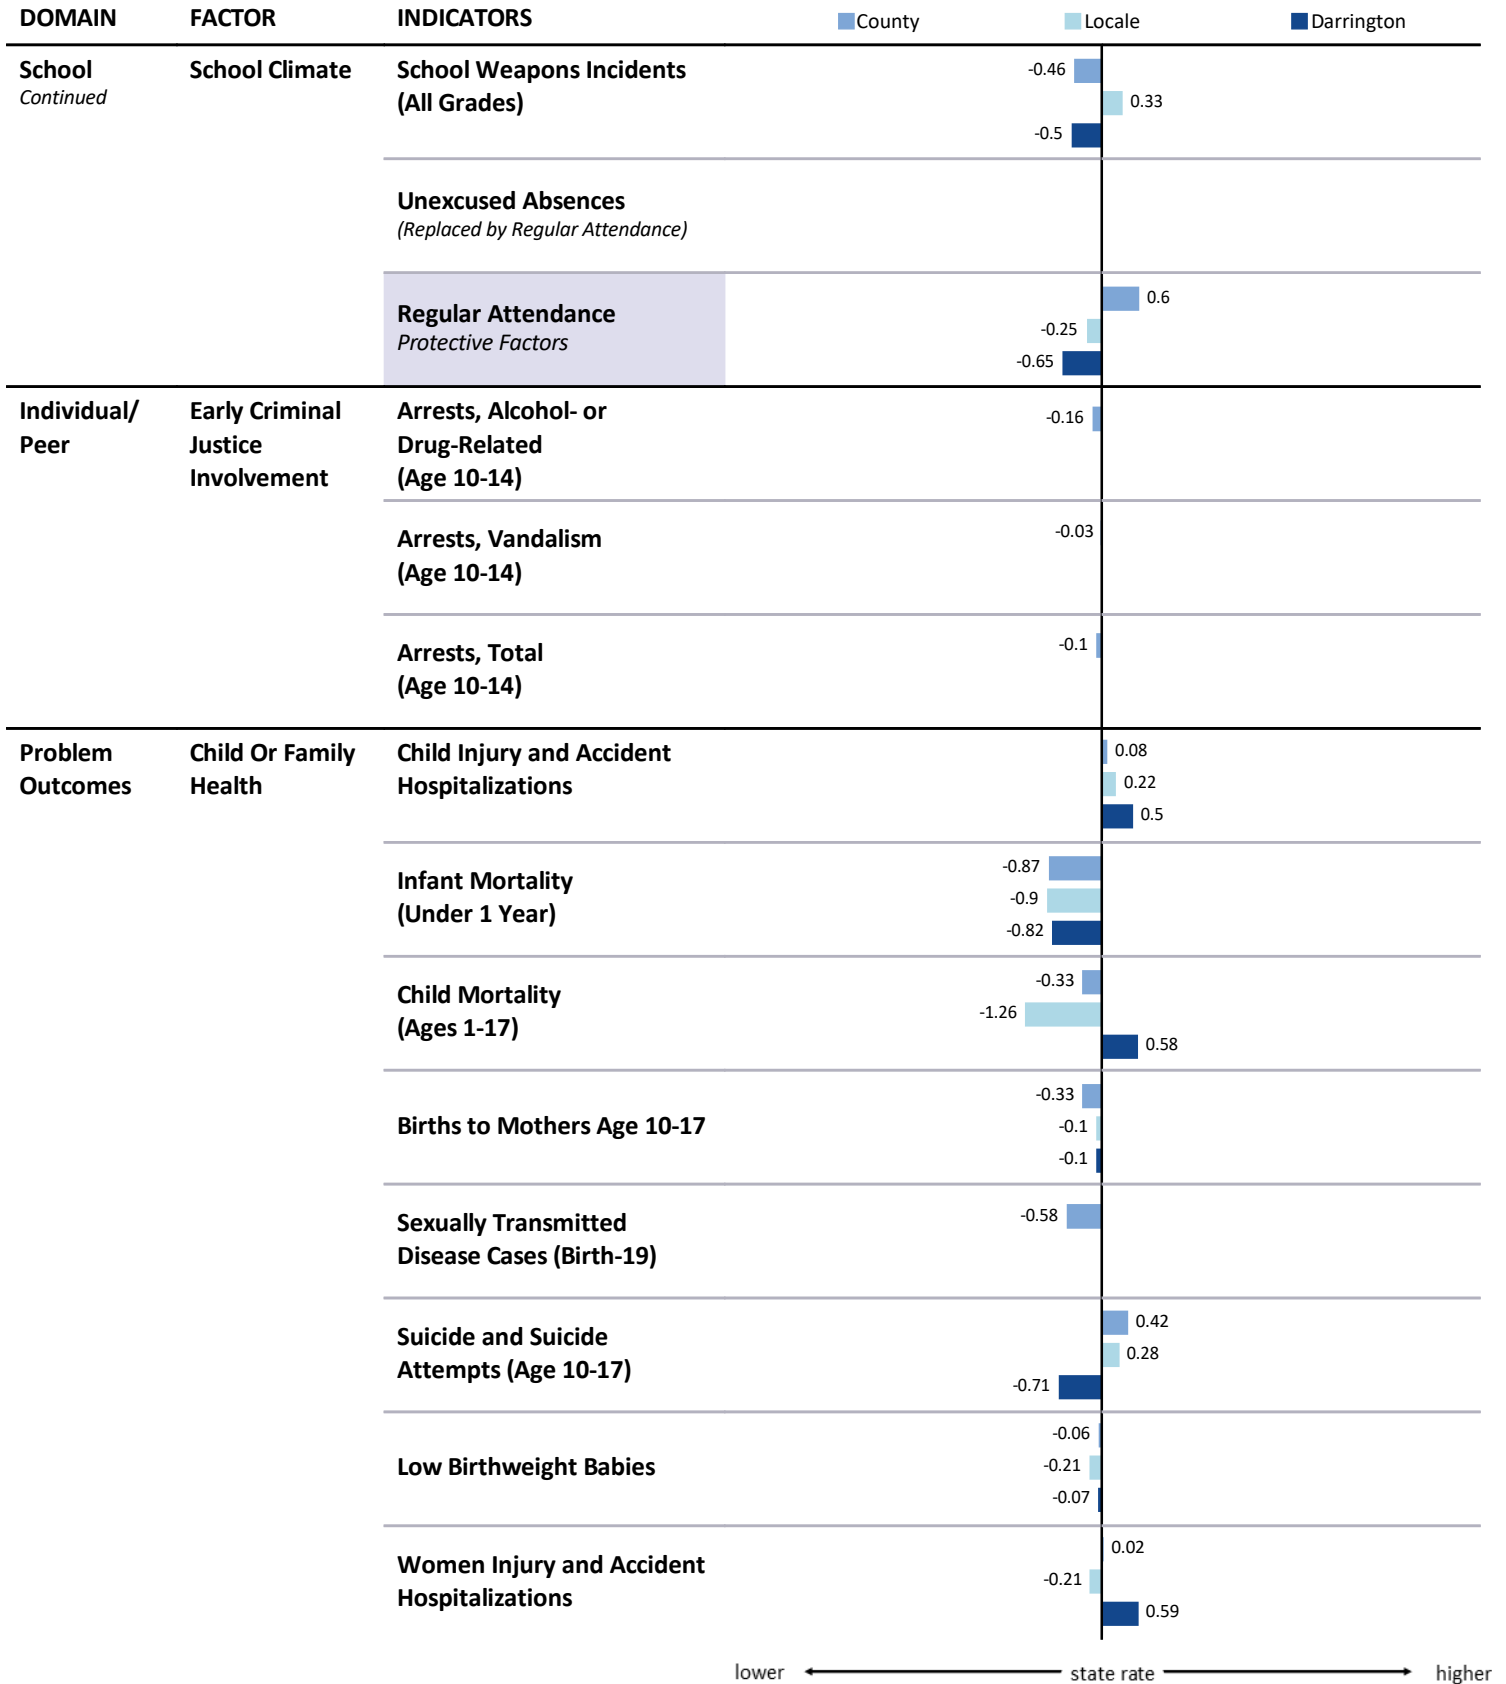 DOMAIN FACTOR INDICATORS County Locale Darrington
School School Climate School Weapons Incidents
Continued (All Grades)
-0.46
0.33
-0.5
Unexcused Absences
(Replaced by Regular Attendance)
Regular Attendance
Protective Factors
0.6
-0.25
-0.65
Individual/ Early Criminal Arrests, Alcohol- or
Peer Justice Drug-Related
Involvement (Age 10-14)
-0.16
Arrests, Vandalism
(Age 10-14)
-0.03
Arrests, Total
(Age 10-14)
-0.1
Problem Child Or Family Child Injury and Accident
Outcomes Health Hospitalizations
0.08
0.22
0.5
Infant Mortality
(Under 1 Year)
-0.87
-0.9
-0.82
Child Mortality
(Ages 1-17)
-0.33
-1.26
0.58
Births to Mothers Age 10-17
-0.33
-0.1
-0.1
Sexually Transmitted
Disease Cases (Birth-19)
-0.58
Suicide and Suicide
Attempts (Age 10-17)
0.42
0.28
-0.71
Low Birthweight Babies
-0.06
-0.21
-0.07
Women Injury and Accident
Hospitalizations
0.02
-0.21
0.59
lower state rate higher